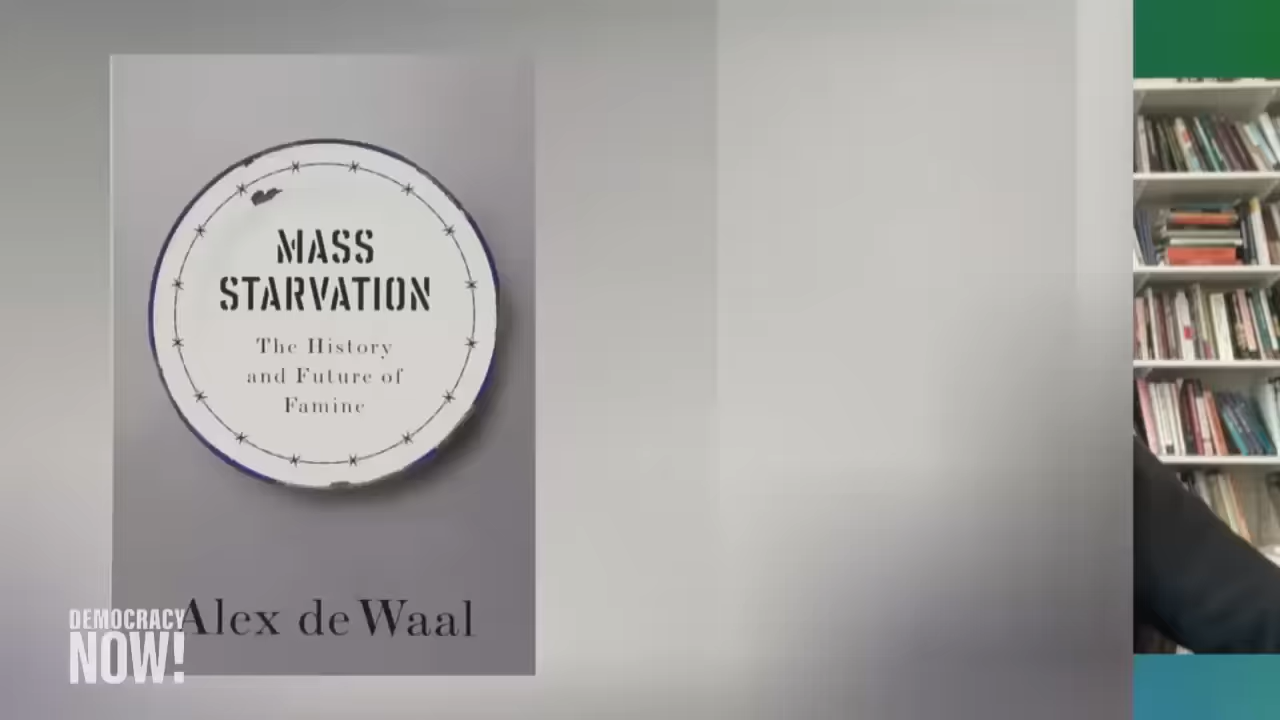 MASS
STARVATION
The History
and Future of
Famine
Alex de Waal
DEMOCRACY
NOW!